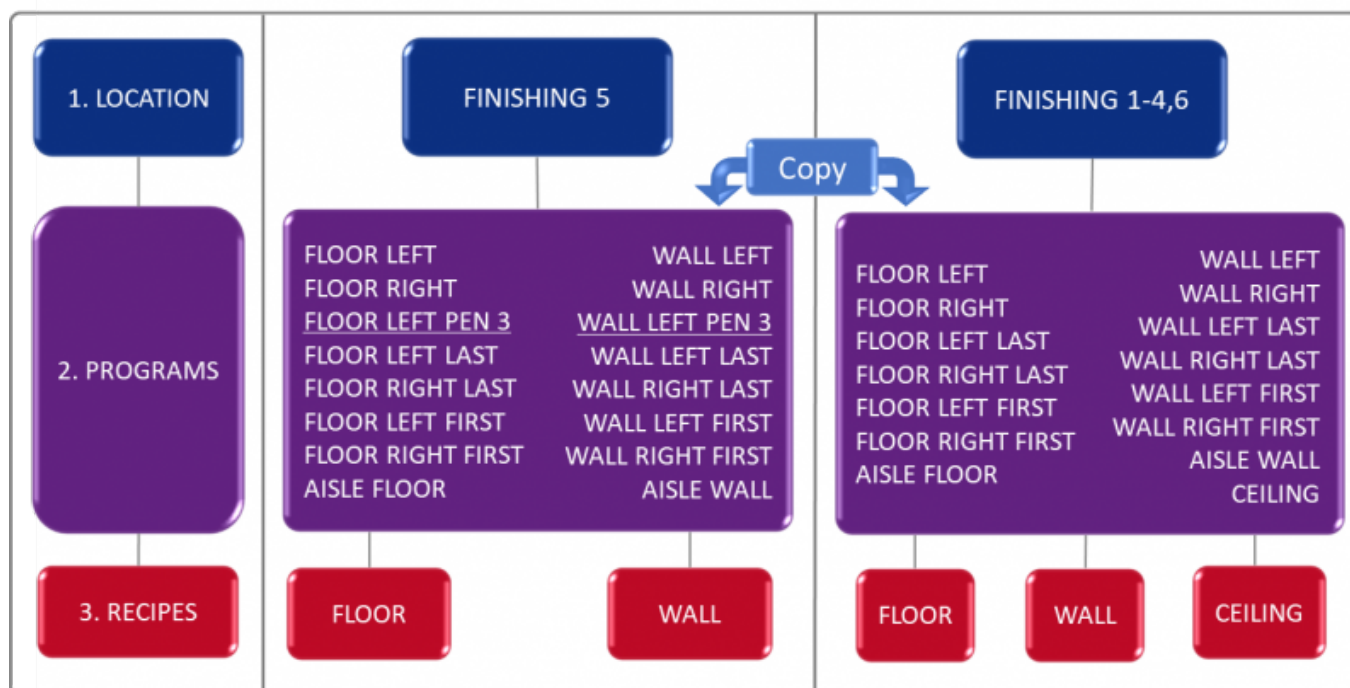 1. LOCATION
FINISHING 5
FINISHING 1-4,6
Copy
2. PROGRAMS
FLOOR LEFT
FLOOR RIGHT
FLOOR LEFT PEN 3
FLOOR LEFT LAST
FLOOR RIGHT LAST
FLOOR LEFT FIRST
FLOOR RIGHT FIRST
AISLE FLOOR
WALL LEFT
WALL RIGHT
WALL LEFT PEN 3
WALL LEFT LAST
WALL RIGHT LAST
WALL LEFT FIRST
WALL RIGHT FIRST
AISLE WALL
FLOOR LEFT
FLOOR RIGHT
FLOOR LEFT LAST
FLOOR RIGHT LAST
FLOOR LEFT FIRST
FLOOR RIGHT FIRST
AISLE FLOOR
WALL LEFT
WALL RIGHT
WALL LEFT LAST
WALL RIGHT LAST
WALL LEFT FIRST
WALL RIGHT FIRST
AISLE WALL
CEILING
3. RECIPES
FLOOR
WALL
FLOOR
WALL
CEILING